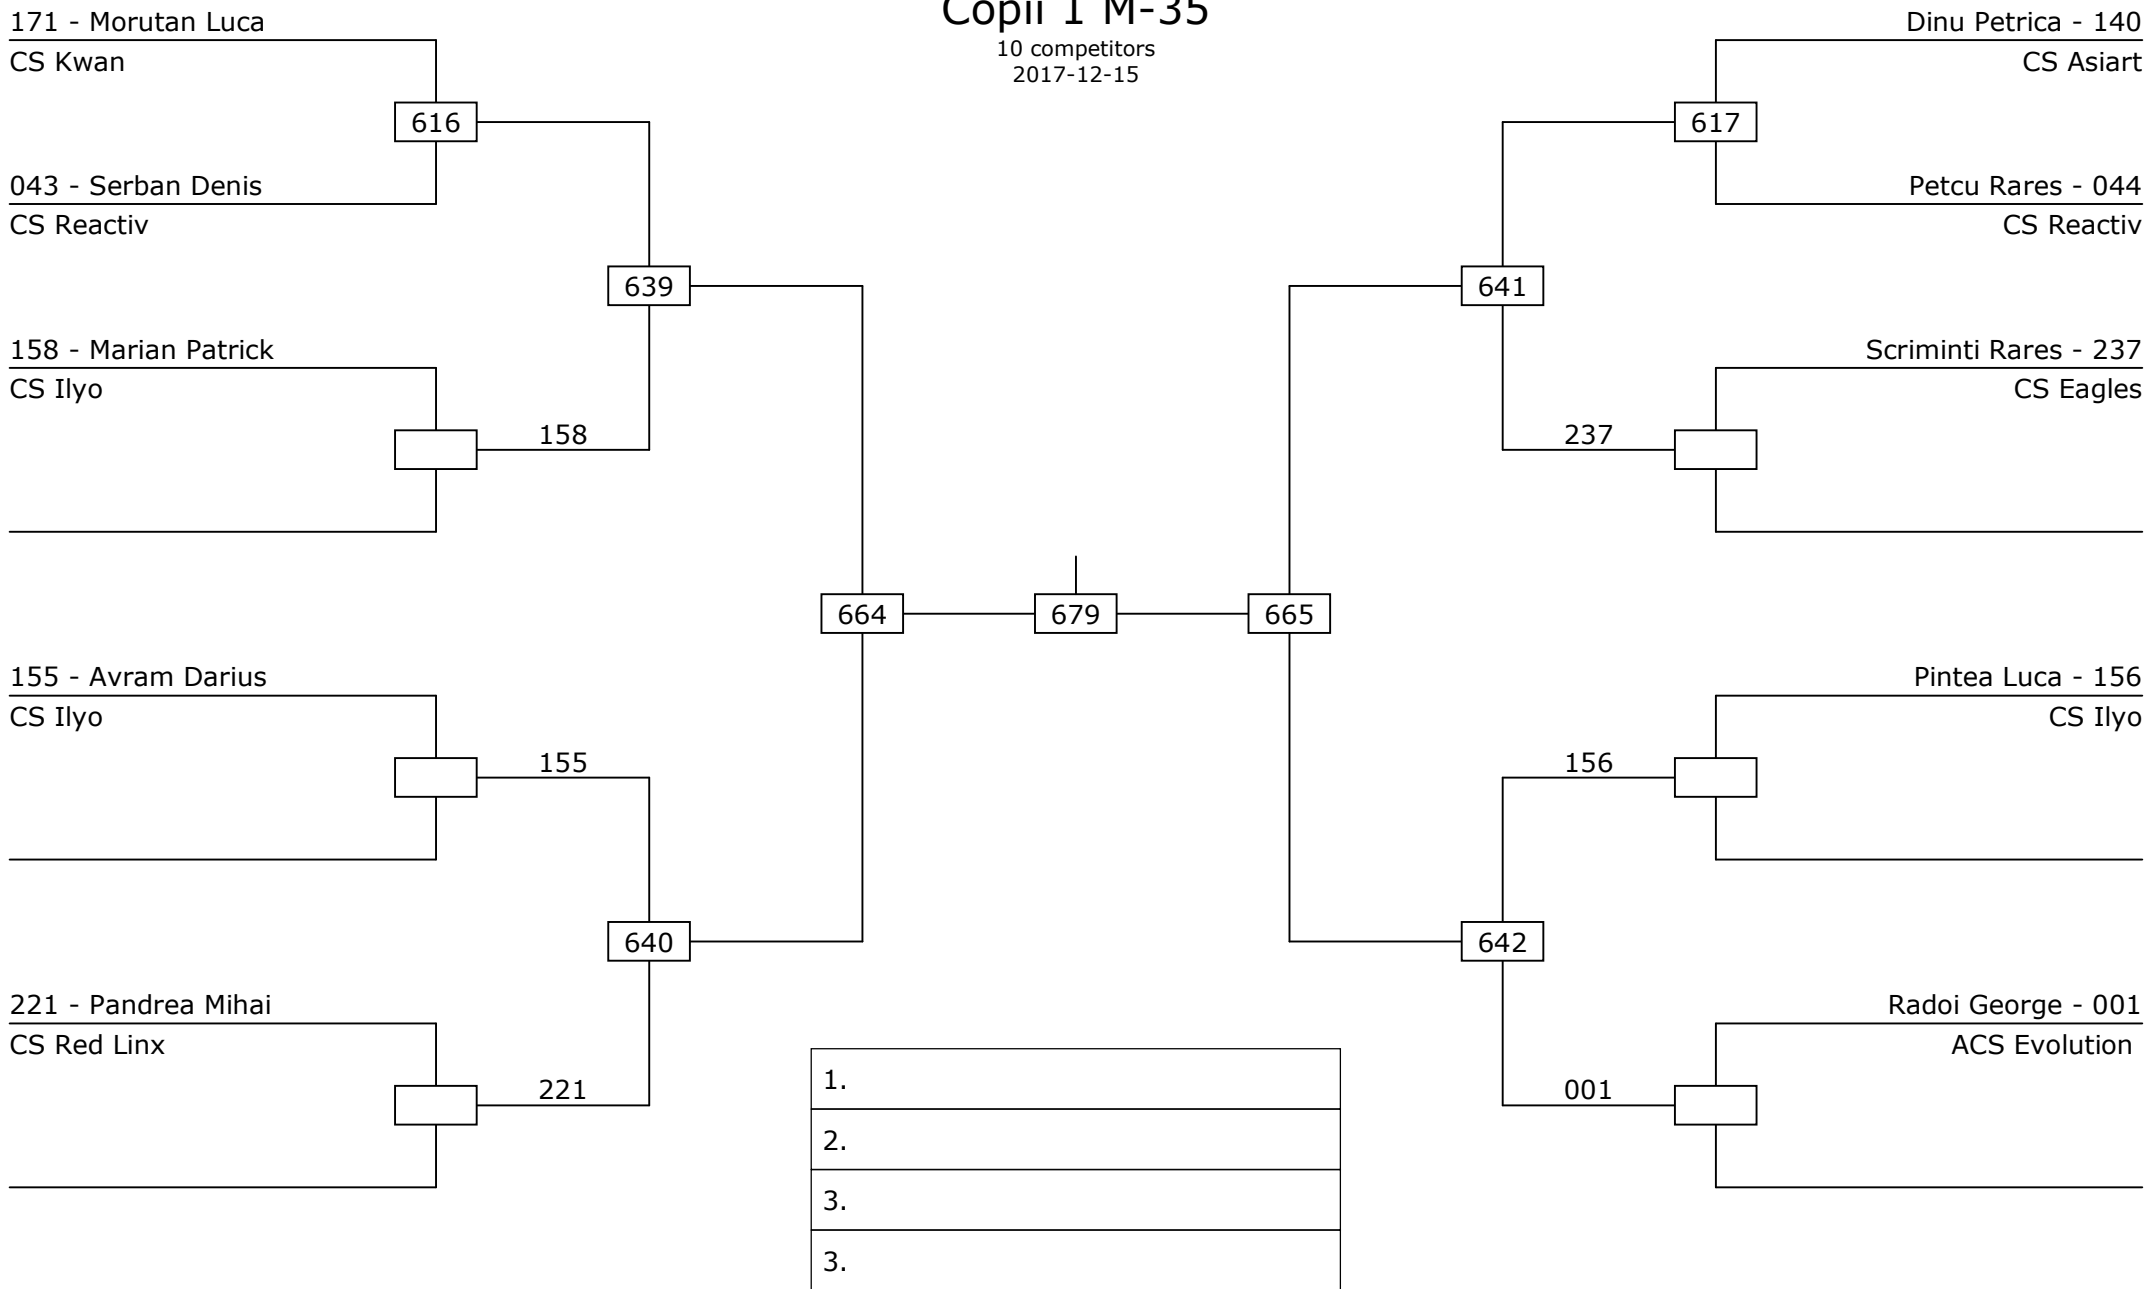 Copii 1 M-35
10 competitors
2017-12-15
171 - Morutan Luca
CS Kwan
616
043 - Serban Denis
CS Reactiv
639
158 - Marian Patrick
CS Ilyo
158
664
155 - Avram Darius
CS Ilyo
155
640
221 - Pandrea Mihai
CS Red Linx
221
679
Dinu Petrica - 140
CS Asiart
617
Petcu Rares - 044
CS Reactiv
641
Scriminti Rares - 237
CS Eagles
237
665
Pintea Luca - 156
CS Ilyo
156
642
Radoi George - 001
ACS Evolution
001
1.
2.
3.
3.